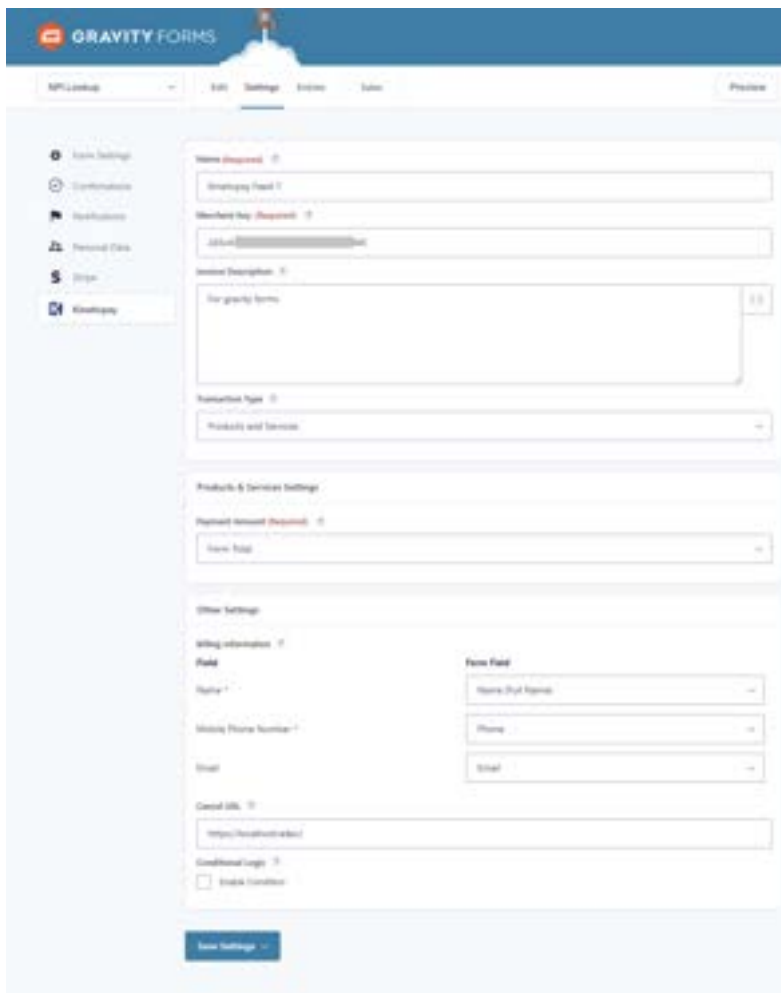 GRAVITY FORMS
NPI Lookup
Edit Settings Entries Sales
Preview
Form Settings
Confirmations
Notifications
Personal Data
Stripe
Kinetispay
Name (Required)
Feed 1
Merchant Key (Required)
Invoice Description
For gravity forms
Transaction Type
Products and Services
Products & Services Settings
Payment Amount (Required)
Form Total
Other Settings
Billing Information
Field Form Field
Name * Name (Full Name)
Mobile Phone Number * Phone
Email Email
Cancel URL
Conditional Logic
Enable Condition
Save Settings